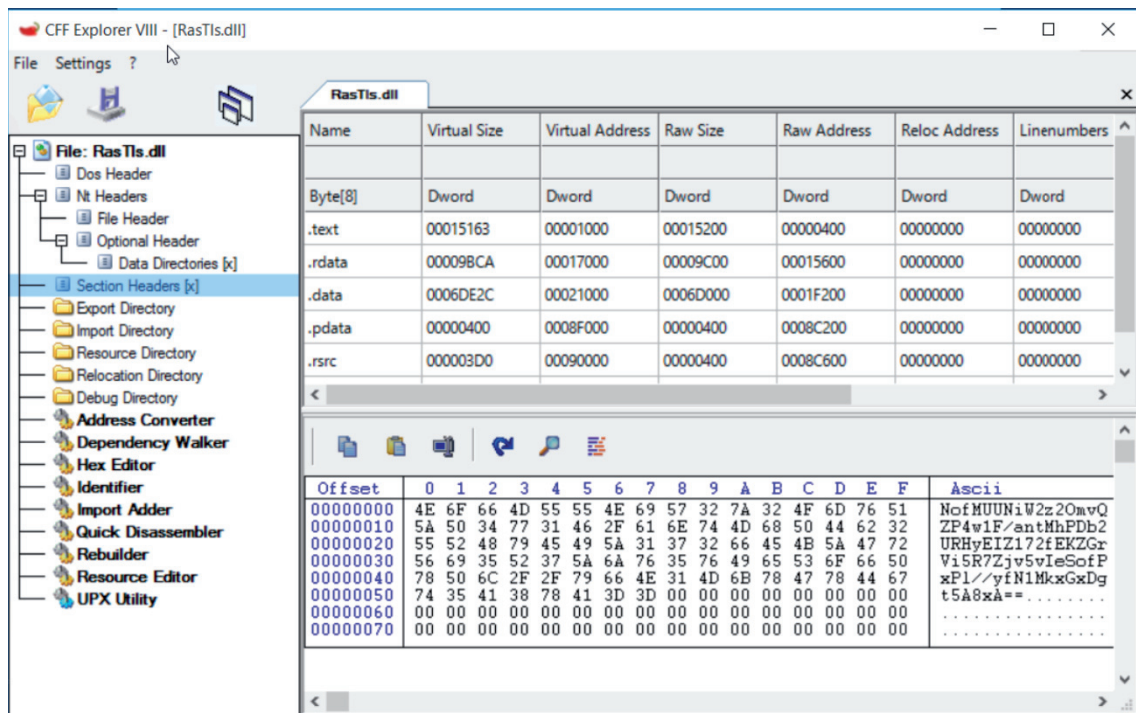 CFF Explorer VIII - [RasTls.dll]
File Settings ?
RasTls.dll
Name Virtual Size Virtual Address Raw Size Raw Address Reloc Address Linenumbers
Byte[8] Dword Dword Dword Dword Dword Dword
.text 00015163 00001000 00015200 00000400 00000000 00000000
.rdata 00009BCA 00017000 00009C00 00015600 00000000 00000000
.data 0006DE2C 00021000 0006D000 0001F200 00000000 00000000
.pdata 00000400 0008F000 00000400 0008C200 00000000 00000000
.rsrc 000003D0 00090000 00000400 0008C600 00000000 00000000
File: RasTls.dll
Dos Header
Nt Headers
File Header
Optional Header
Data Directories [x]
Section Headers [x]
Export Directory
Import Directory
Resource Directory
Relocation Directory
Debug Directory
Address Converter
Dependency Walker
Hex Editor
Identifier
Import Adder
Quick Disassembler
Rebuilder
Resource Editor
UPX Utility
Offset 0 1 2 3 4 5 6 7 8 9 A B C D E F Ascii
00000000 4E 6F 66 4D 55 55 4E 69 57 32 7A 32 4F 6D 76 51 NofMUUNiW2z2OmvQ
00000010 5A 50 34 77 31 46 2F 61 6E 74 4D 68 50 44 62 32 ZP4w1F/antMhPDb2
00000020 55 52 48 79 45 49 5A 31 37 32 66 45 4B 5A 47 72 URHyEIZ172fEKZGr
00000030 56 69 35 52 37 5A 6A 76 35 76 49 65 53 6F 66 50 Vi5R7Zjv5vIeSofP
00000040 78 50 6C 2F 2F 79 66 4E 31 4D 6B 78 47 78 44 67 xPl//yfN1MkxGxDg
00000050 74 35 41 38 78 41 3D 3D 00 00 00 00 00 00 00 00 t5A8xA==........
00000060 00 00 00 00 00 00 00 00 00 00 00 00 00 00 00 00 ................
00000070 00 00 00 00 00 00 00 00 00 00 00 00 00 00 00 00 ................